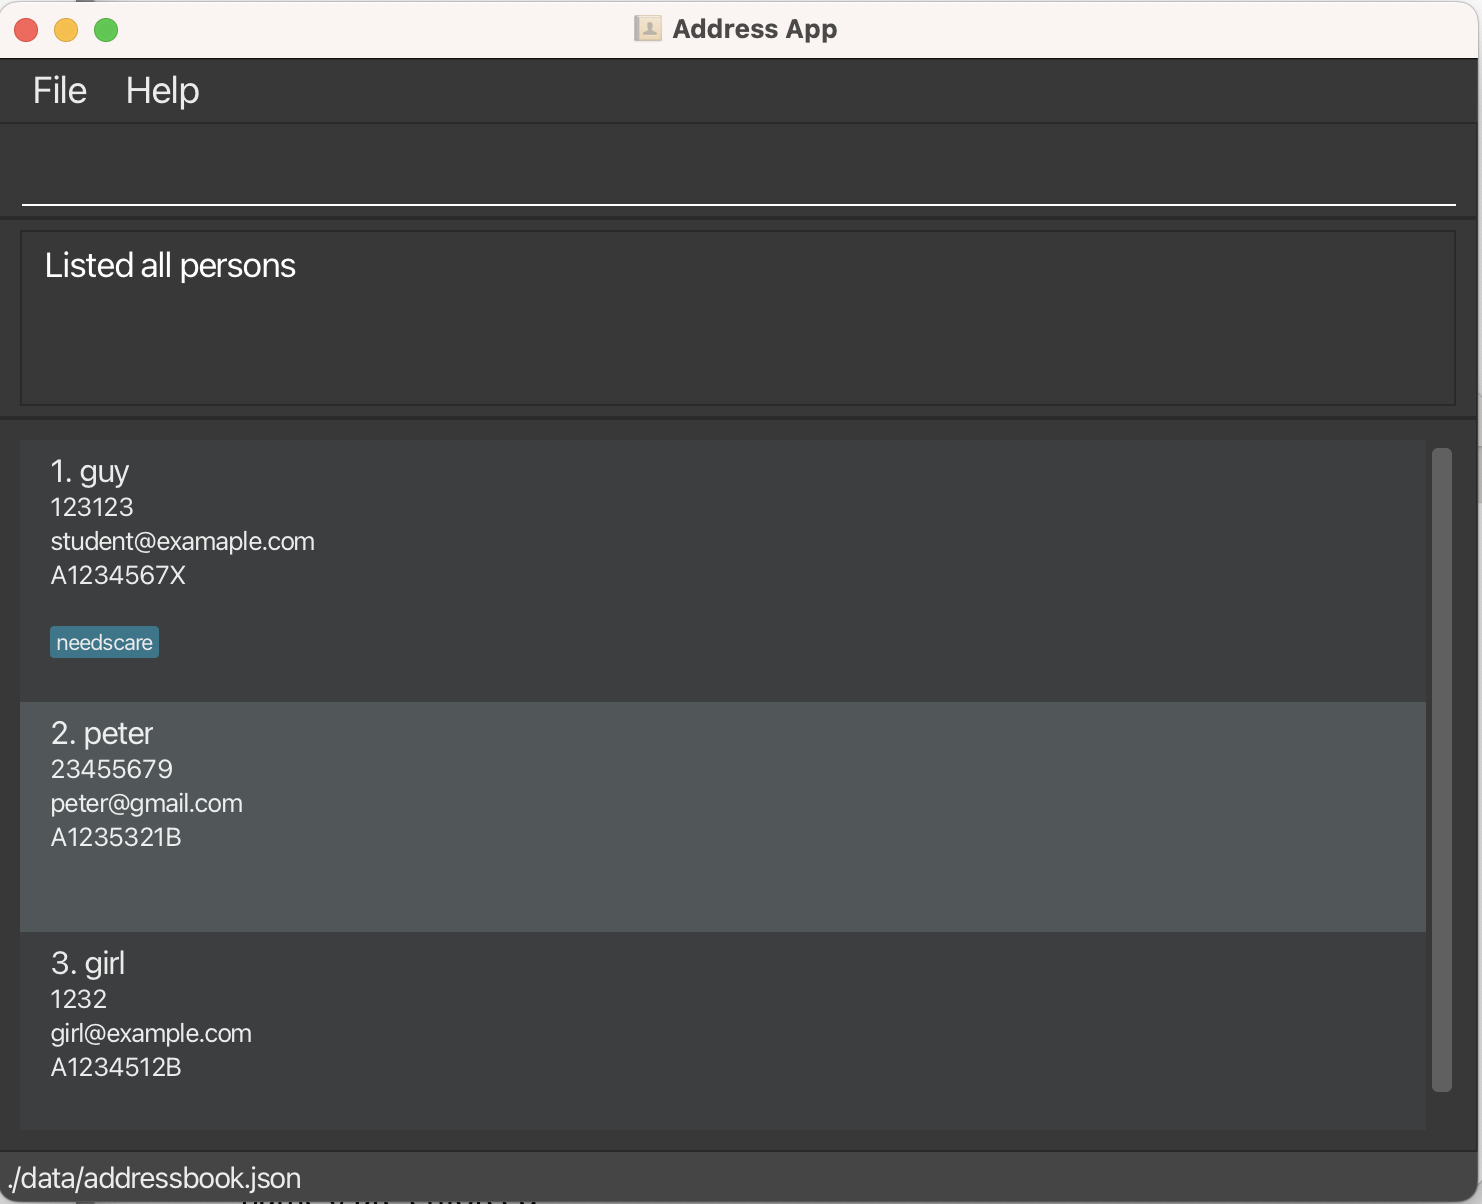 Address App
File Help
Listed all persons
1. guy
123123
student@examaple.com
A1234567X
needscare
2. peter
23455679
peter@gmail.com
A1235321B
3. girl
1232
girl@example.com
A1234512B
./data/addressbook.json